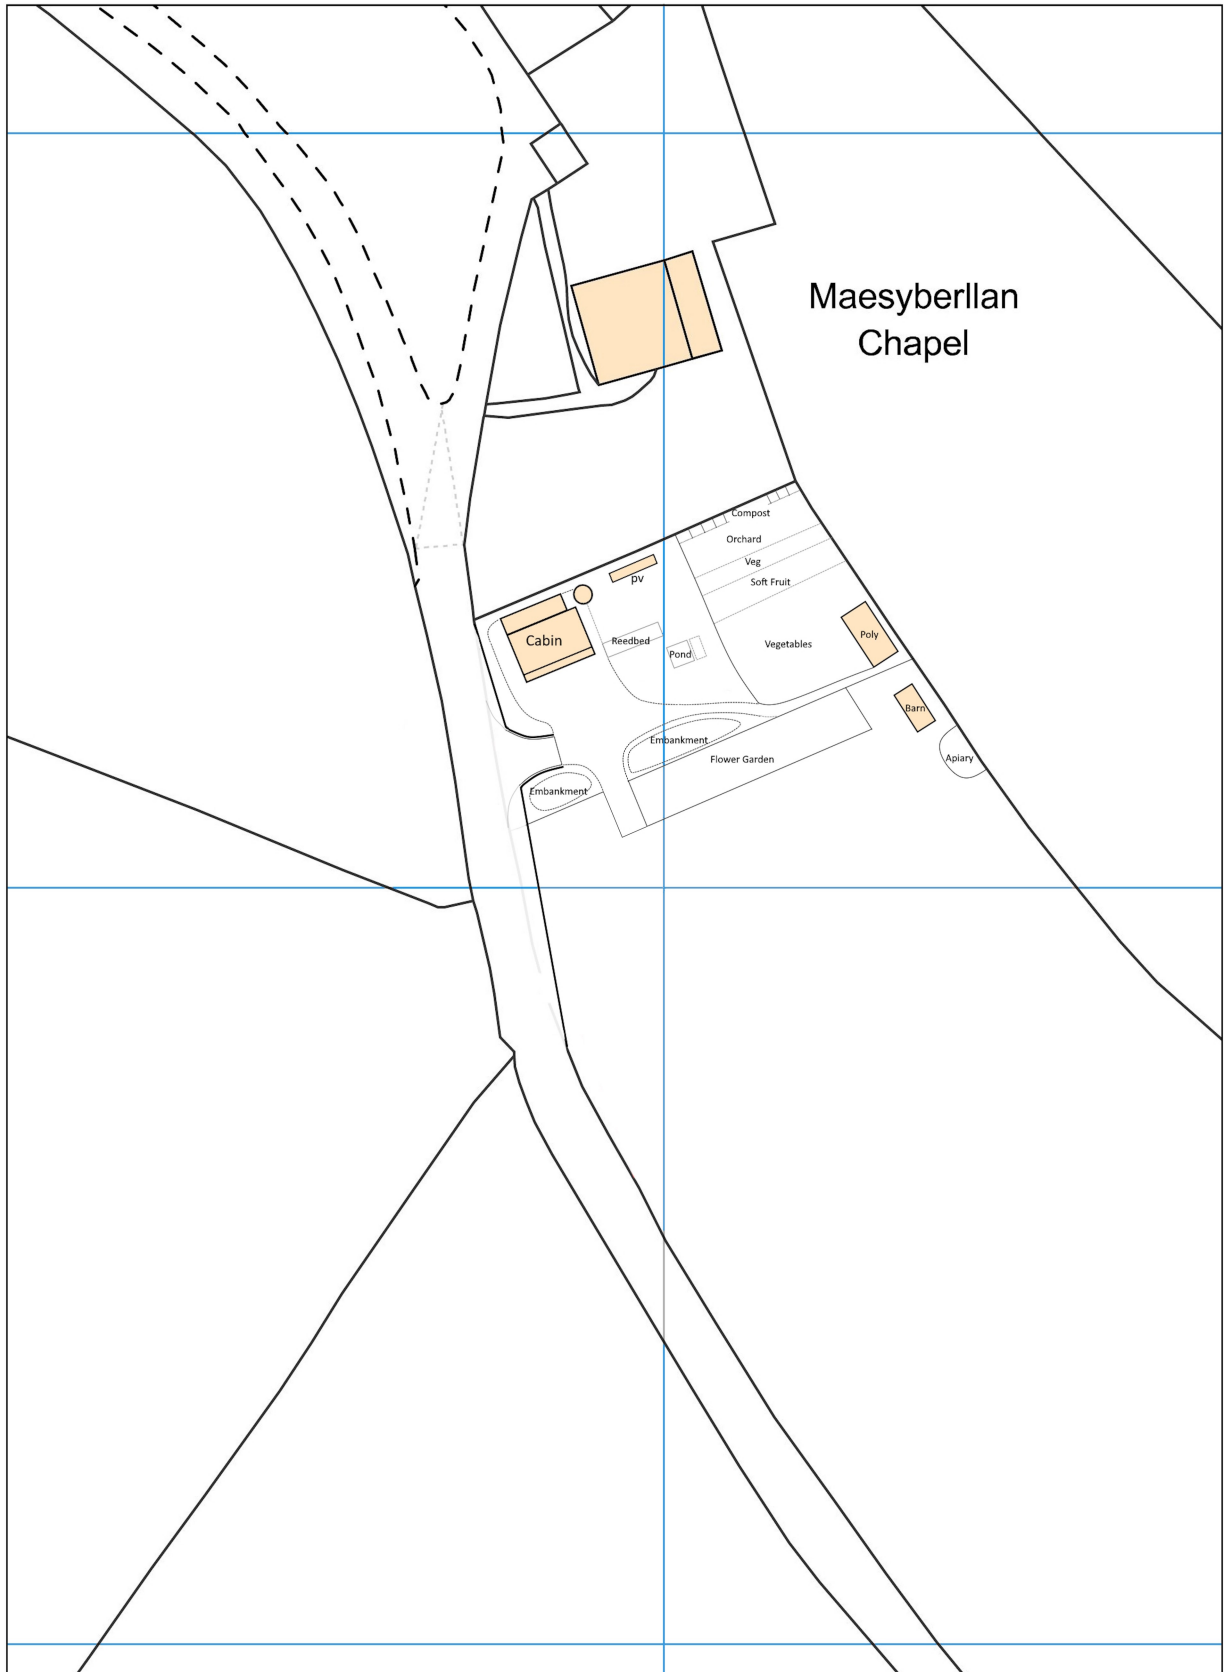 Maesyberllan
Chapel
Compost
Orchard
Veg
Soft Fruit
pv
Cabin
Reedbed
Pond
Vegetables
Poly
Barn
Embankment
Flower Garden
Apiary
Embankment